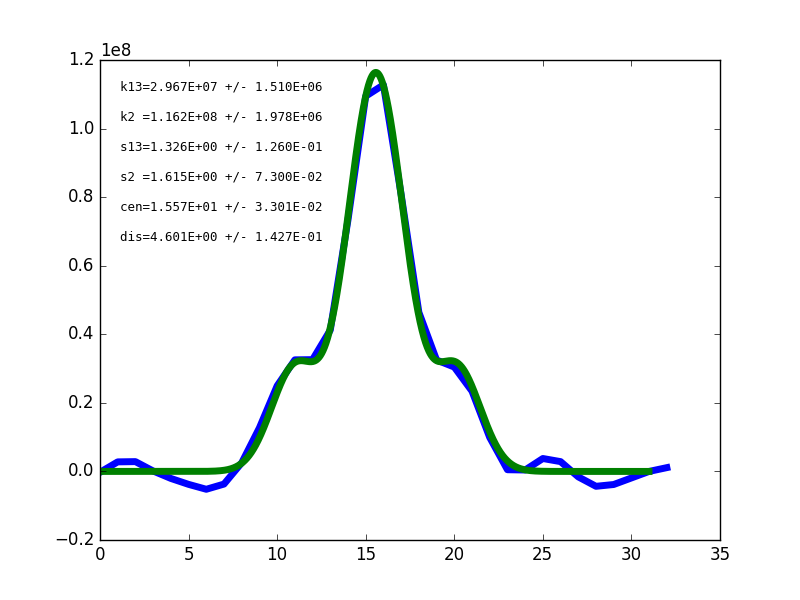 1e8
k13=2.967E+07 +/- 1.510E+06
k2 =1.162E+08 +/- 1.978E+06
s13=1.326E+00 +/- 1.260E-01
s2 =1.615E+00 +/- 7.300E-02
cen=1.557E+01 +/- 3.301E-02
dis=4.601E+00 +/- 1.427E-01
1.2
1.0
0.8
0.6
0.4
0.2
0.0
−0.2
0 5 10 15 20 25 30 35